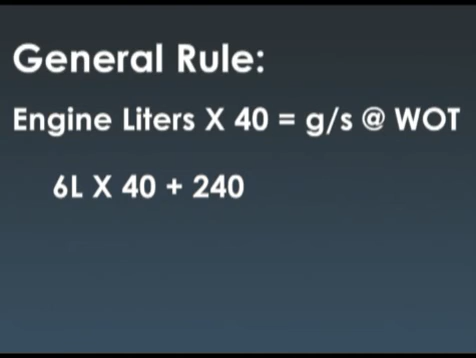 General Rule:
Engine Liters X 40 = g/s @ WOT
6L X 40 + 240